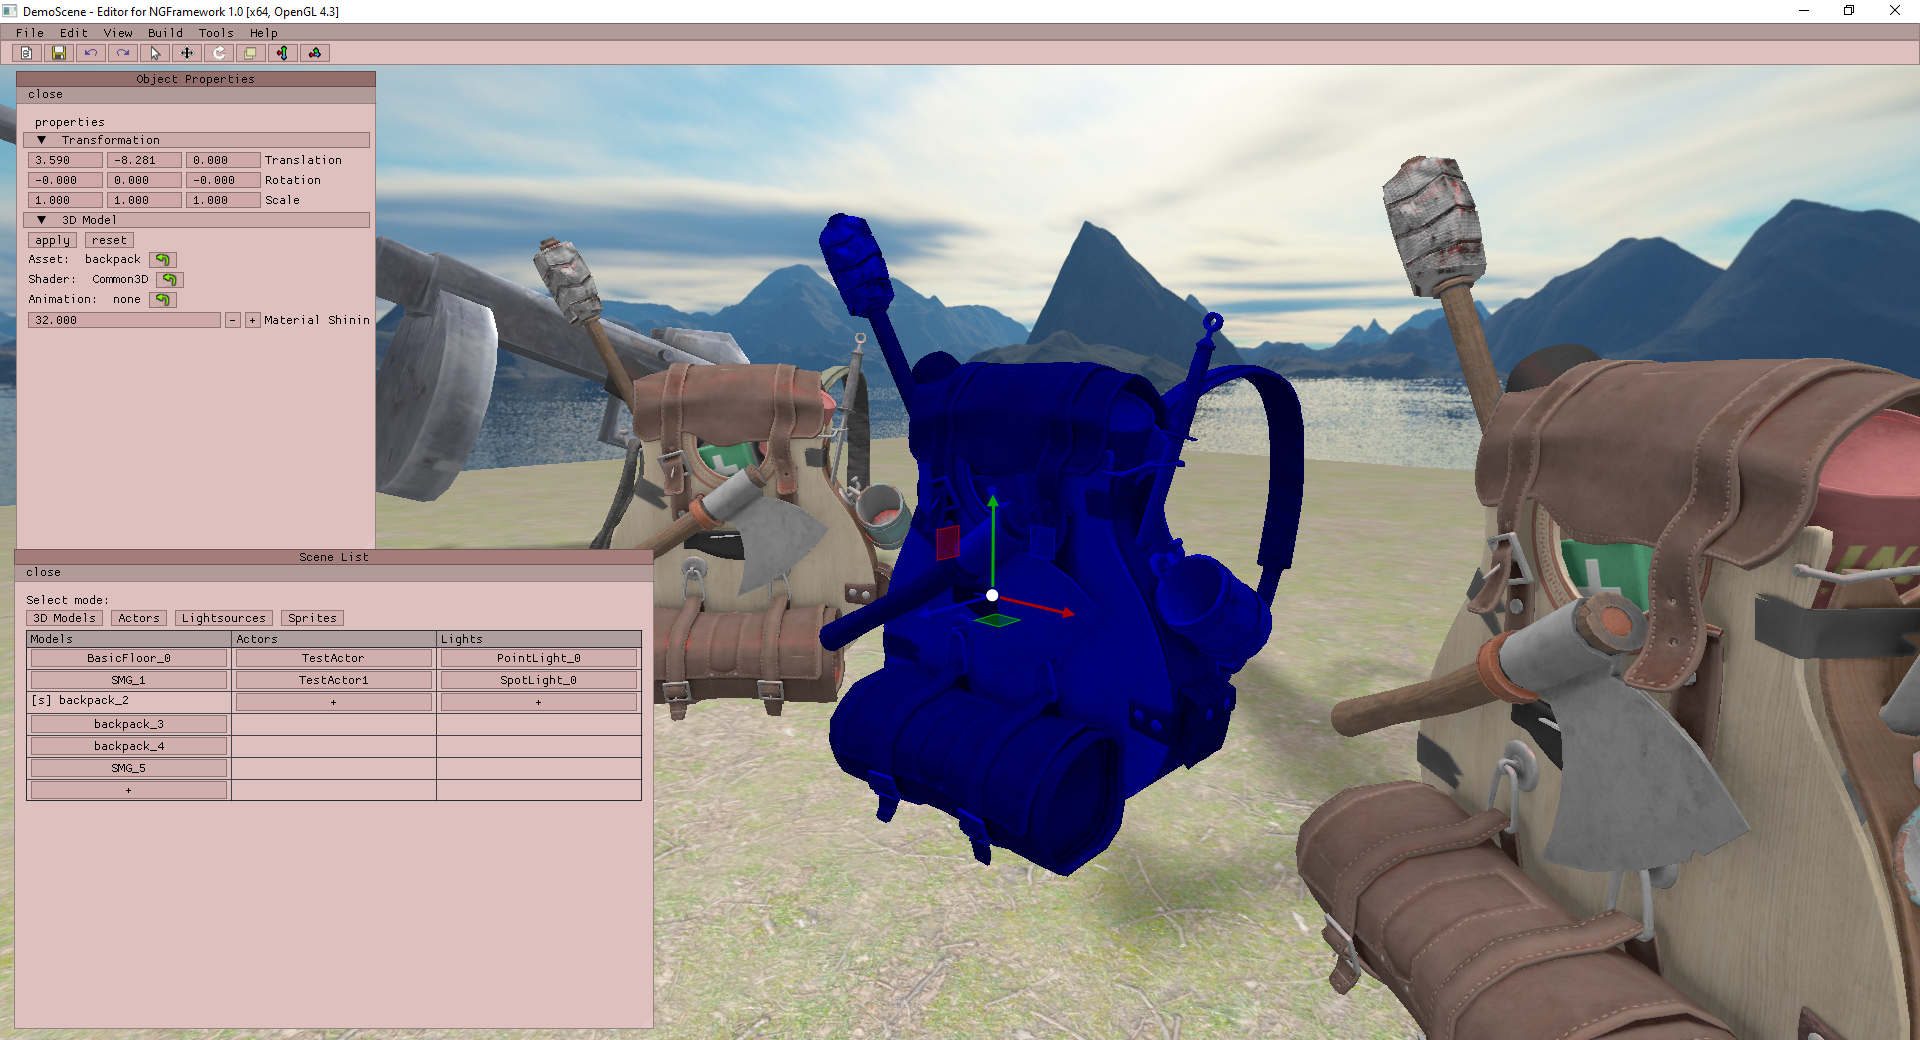 DemoScene - Editor for NGFramework 1.0 [x64, OpenGL 4.3]
File Edit View Build Tools Help
Object Properties
close
properties
▼ Transformation
3.590 -8.281 0.000 Translation
-0.000 0.000 -0.000 Rotation
1.000 1.000 1.000 Scale
▼ 3D Model
apply reset
Asset: backpack
Shader: Common3D
Animation: none
32.000 - + Material Shinin
Scene List
close
Select mode:
3D Models Actors Lightsources Sprites
Models Actors Lights
BasicFloor_0 TestActor PointLight_0
SMG_1 TestActor1 SpotLight_0
[s] backpack_2 + +
backpack_3
backpack_4
SMG_5
+